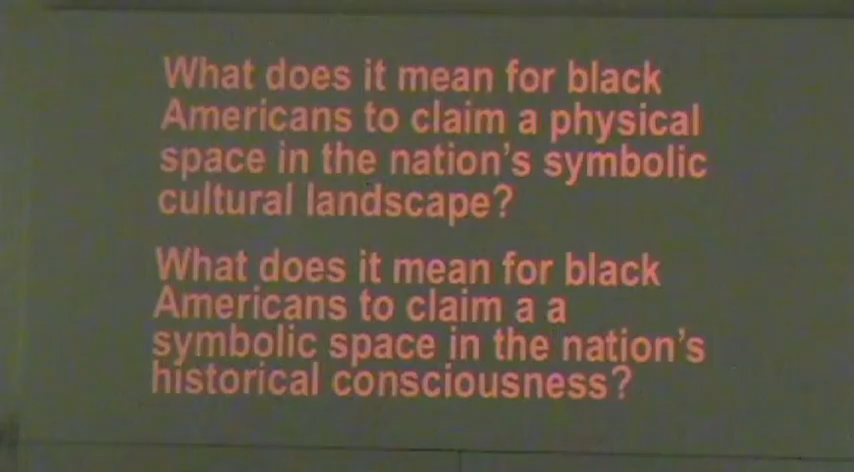 What does it mean for black
Americans to claim a physical
space in the nation's symbolic
cultural landscape?
What does it mean for black
Americans to claim a a
symbolic space in the nation's
historical consciousness?